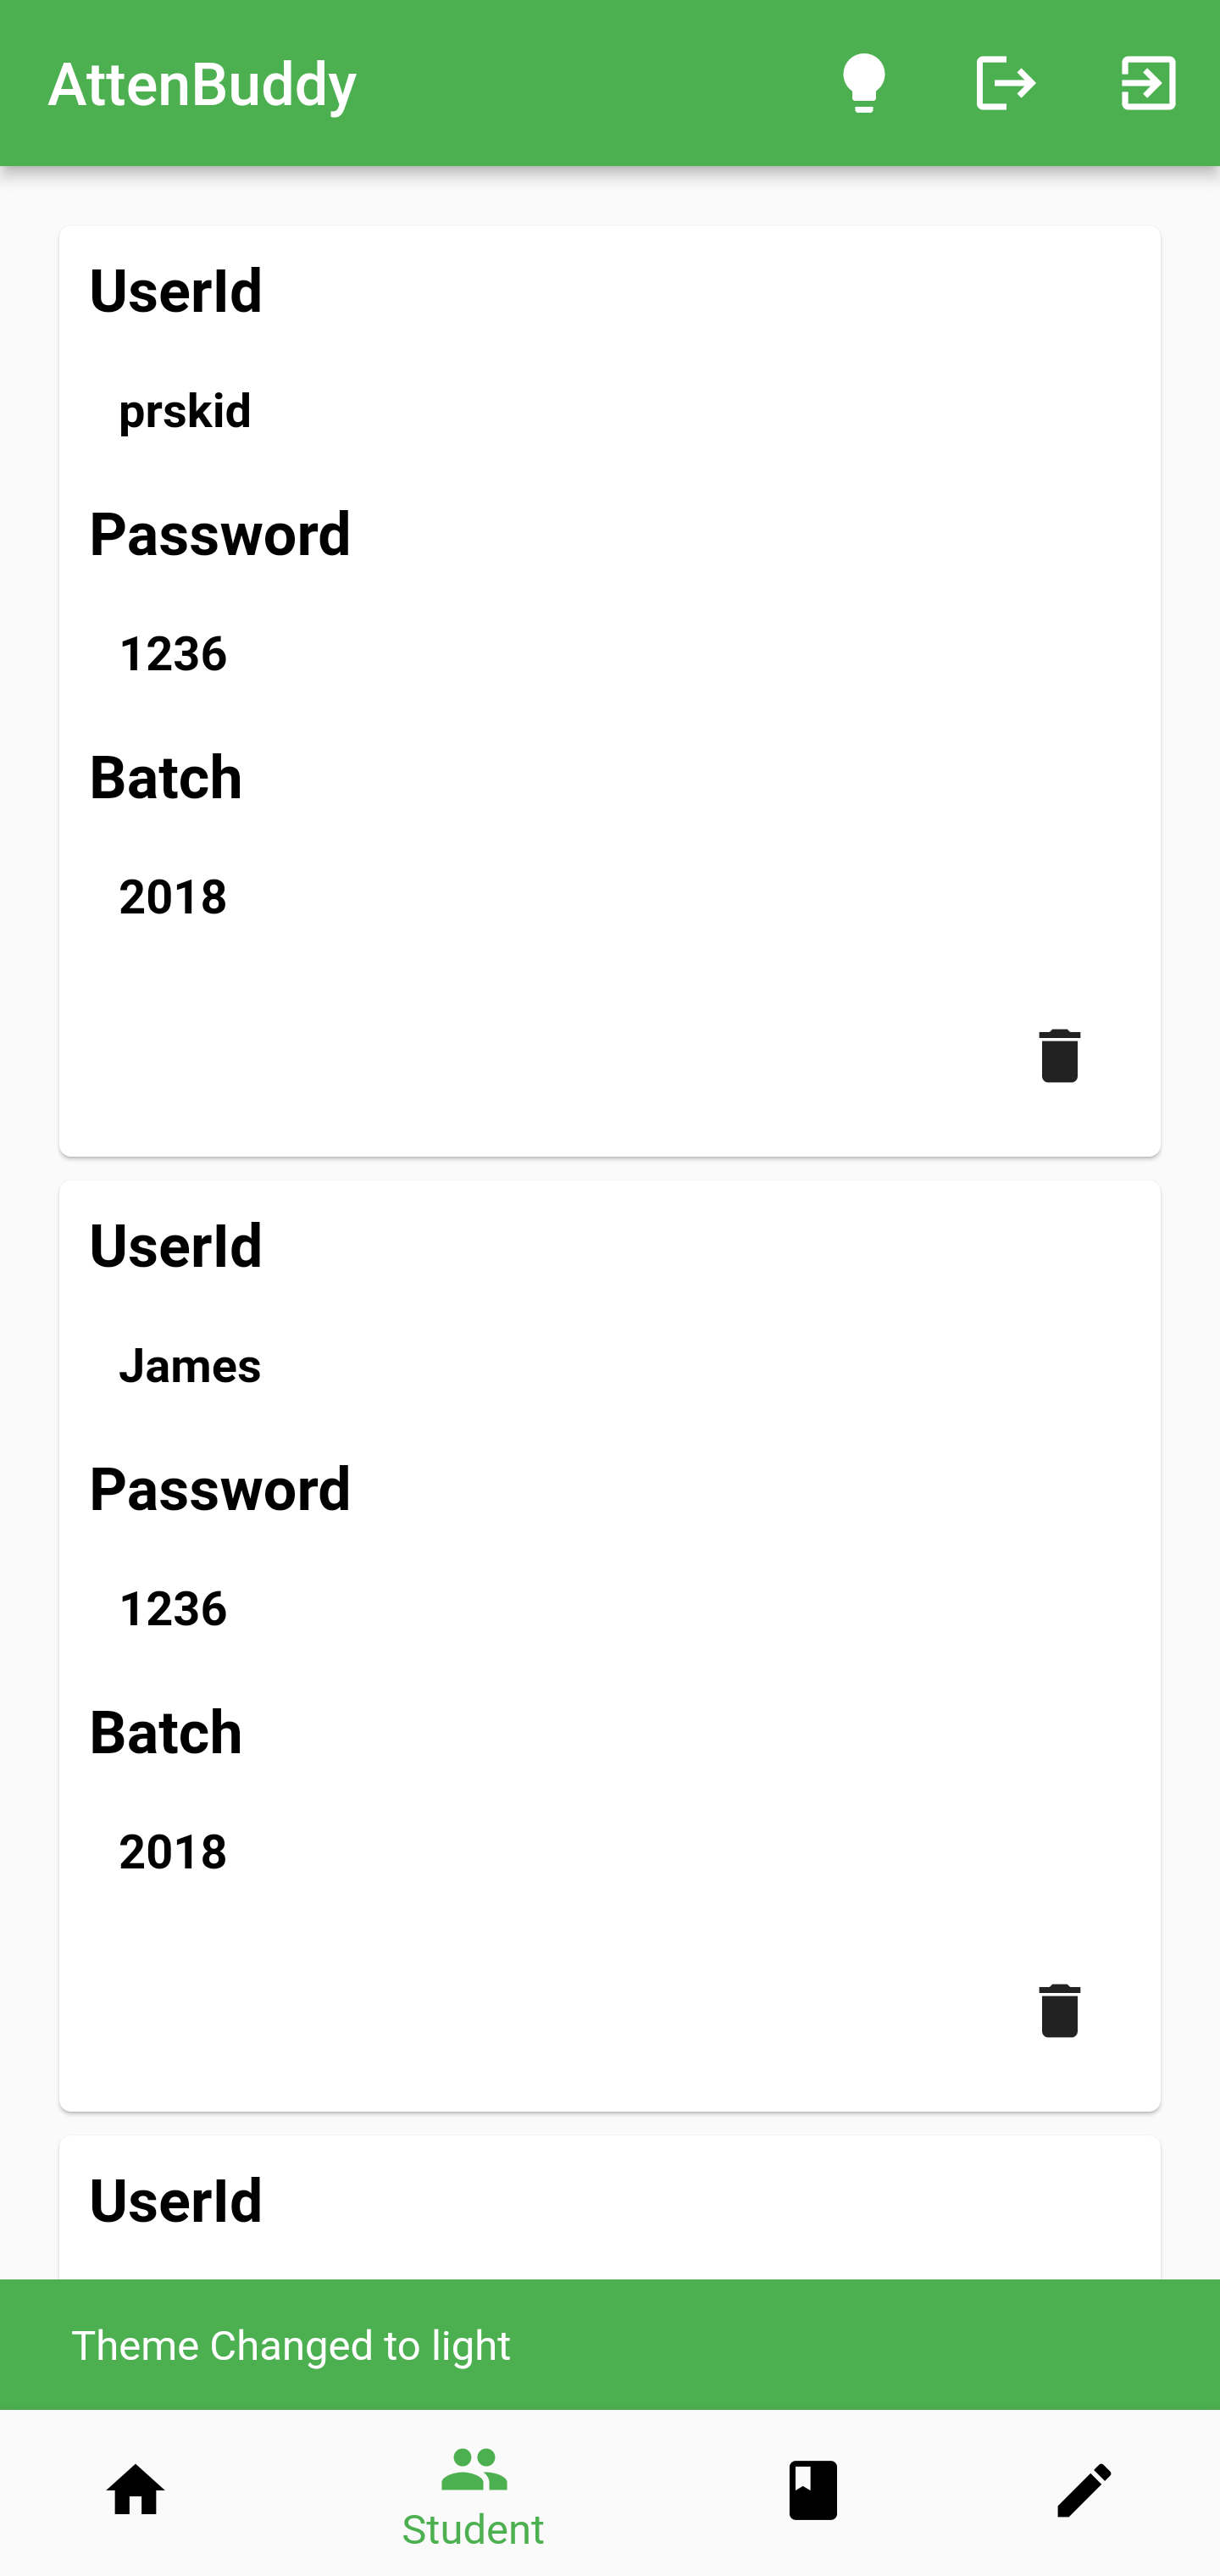 AttenBuddy
UserId
prskid
Password
1236
Batch
2018
UserId
James
Password
1236
Batch
2018
UserId
Theme Changed to light
Student